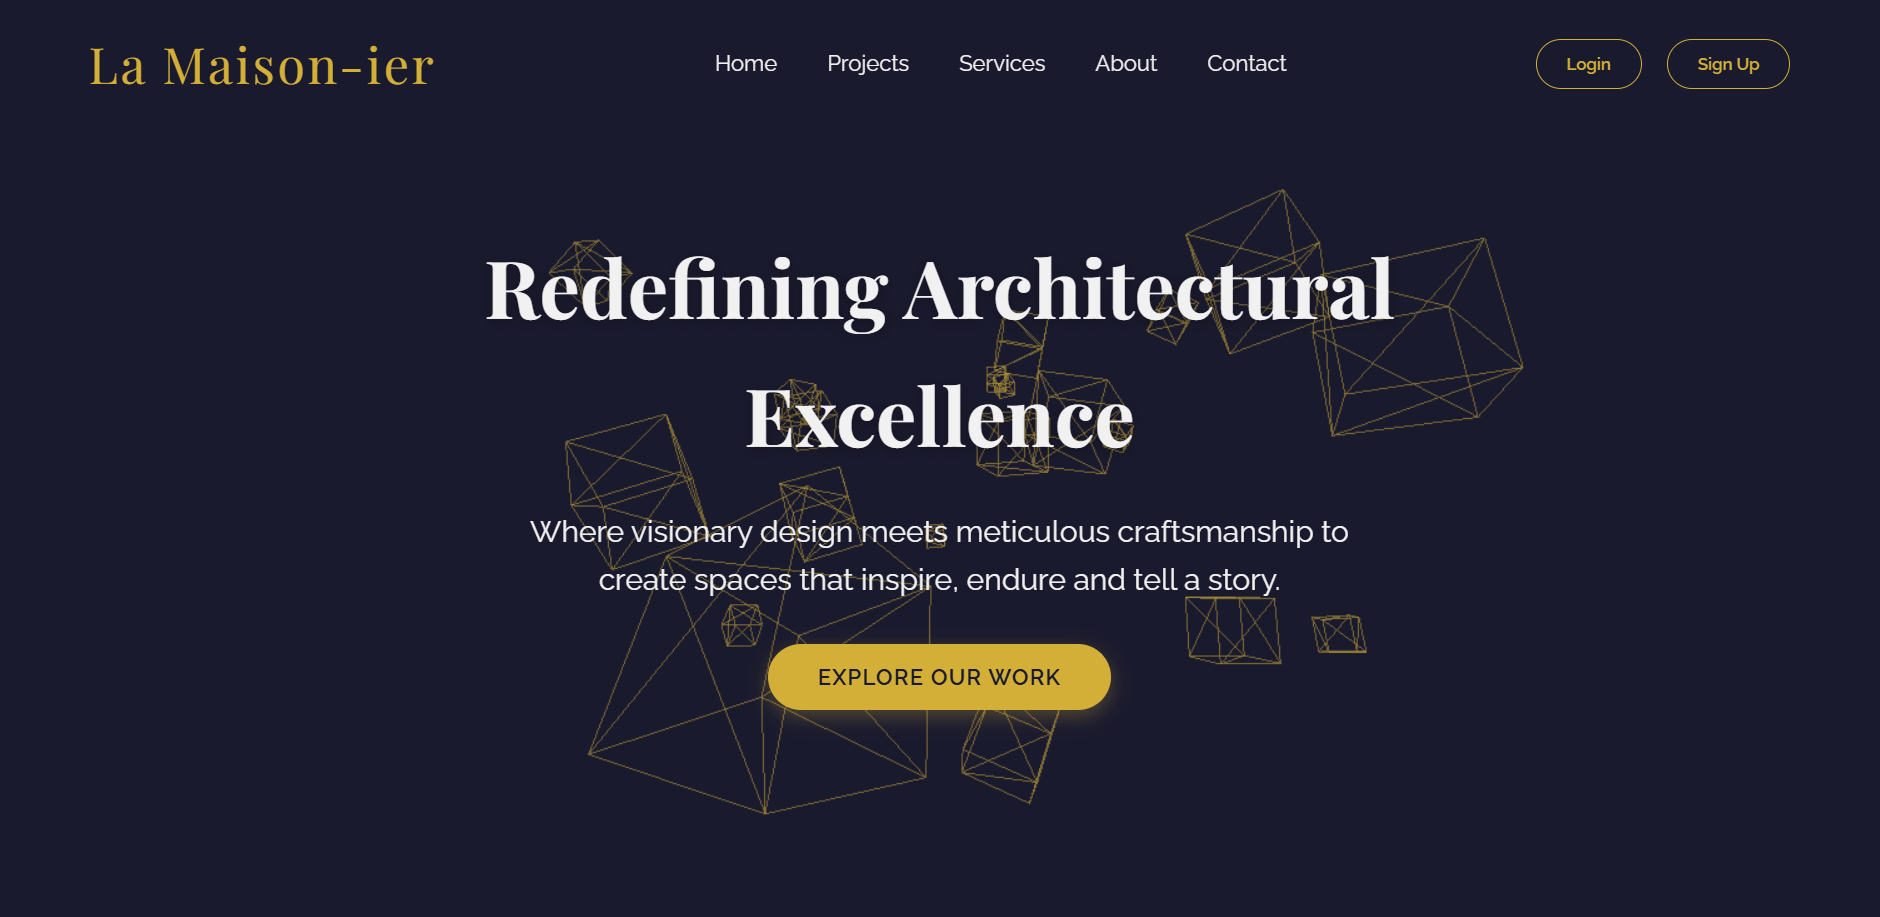 La Maison-ier
Home Projects Services About Contact
Login Sign Up
Redefining Architectural
Excellence
Where visionary design meets meticulous craftsmanship to
create spaces that inspire, endure and tell a story.
EXPLORE OUR WORK